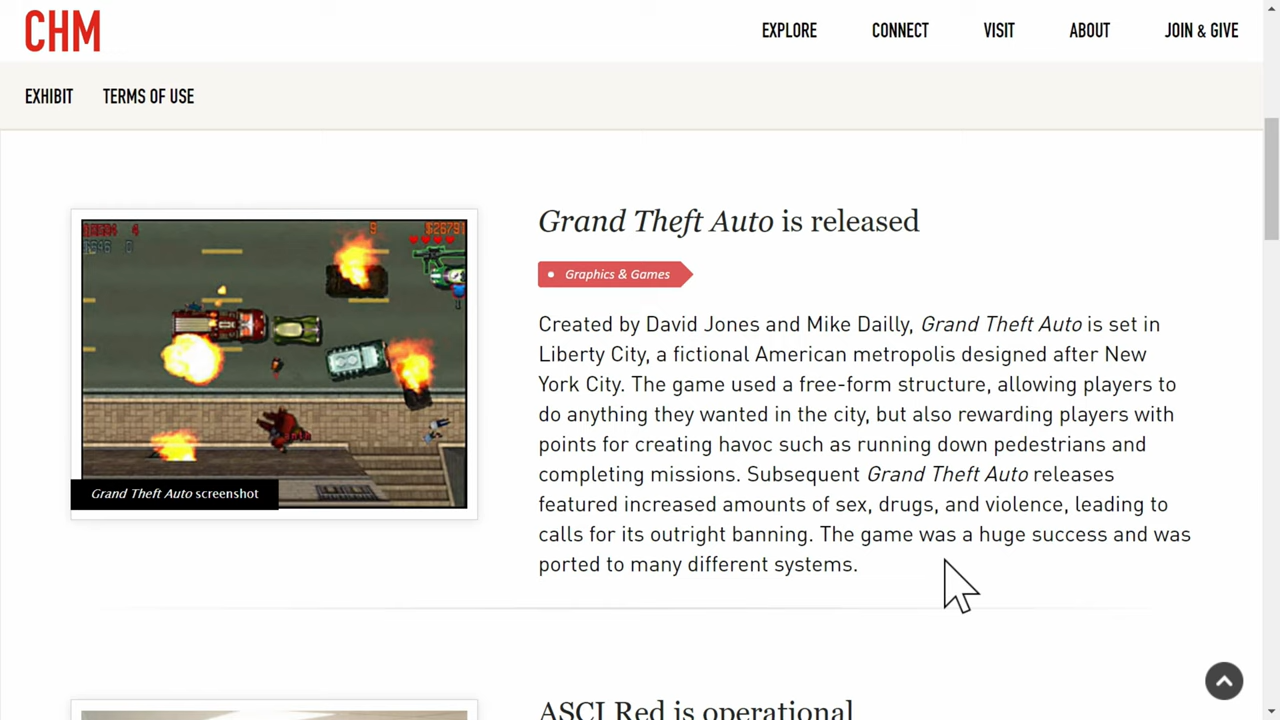 CHM
EXPLORE
CONNECT
VISIT
ABOUT
JOIN & GIVE
EXHIBIT
TERMS OF USE
Grand Theft Auto screenshot
Grand Theft Auto is released
Graphics & Games
Created by David Jones and Mike Dailly, Grand Theft Auto is set in
Liberty City, a fictional American metropolis designed after New
York City. The game used a free-form structure, allowing players to
do anything they wanted in the city, but also rewarding players with
points for creating havoc such as running down pedestrians and
completing missions. Subsequent Grand Theft Auto releases
featured increased amounts of sex, drugs, and violence, leading to
calls for its outright banning. The game was a huge success and was
ported to many different systems.
ASCI Red is operational